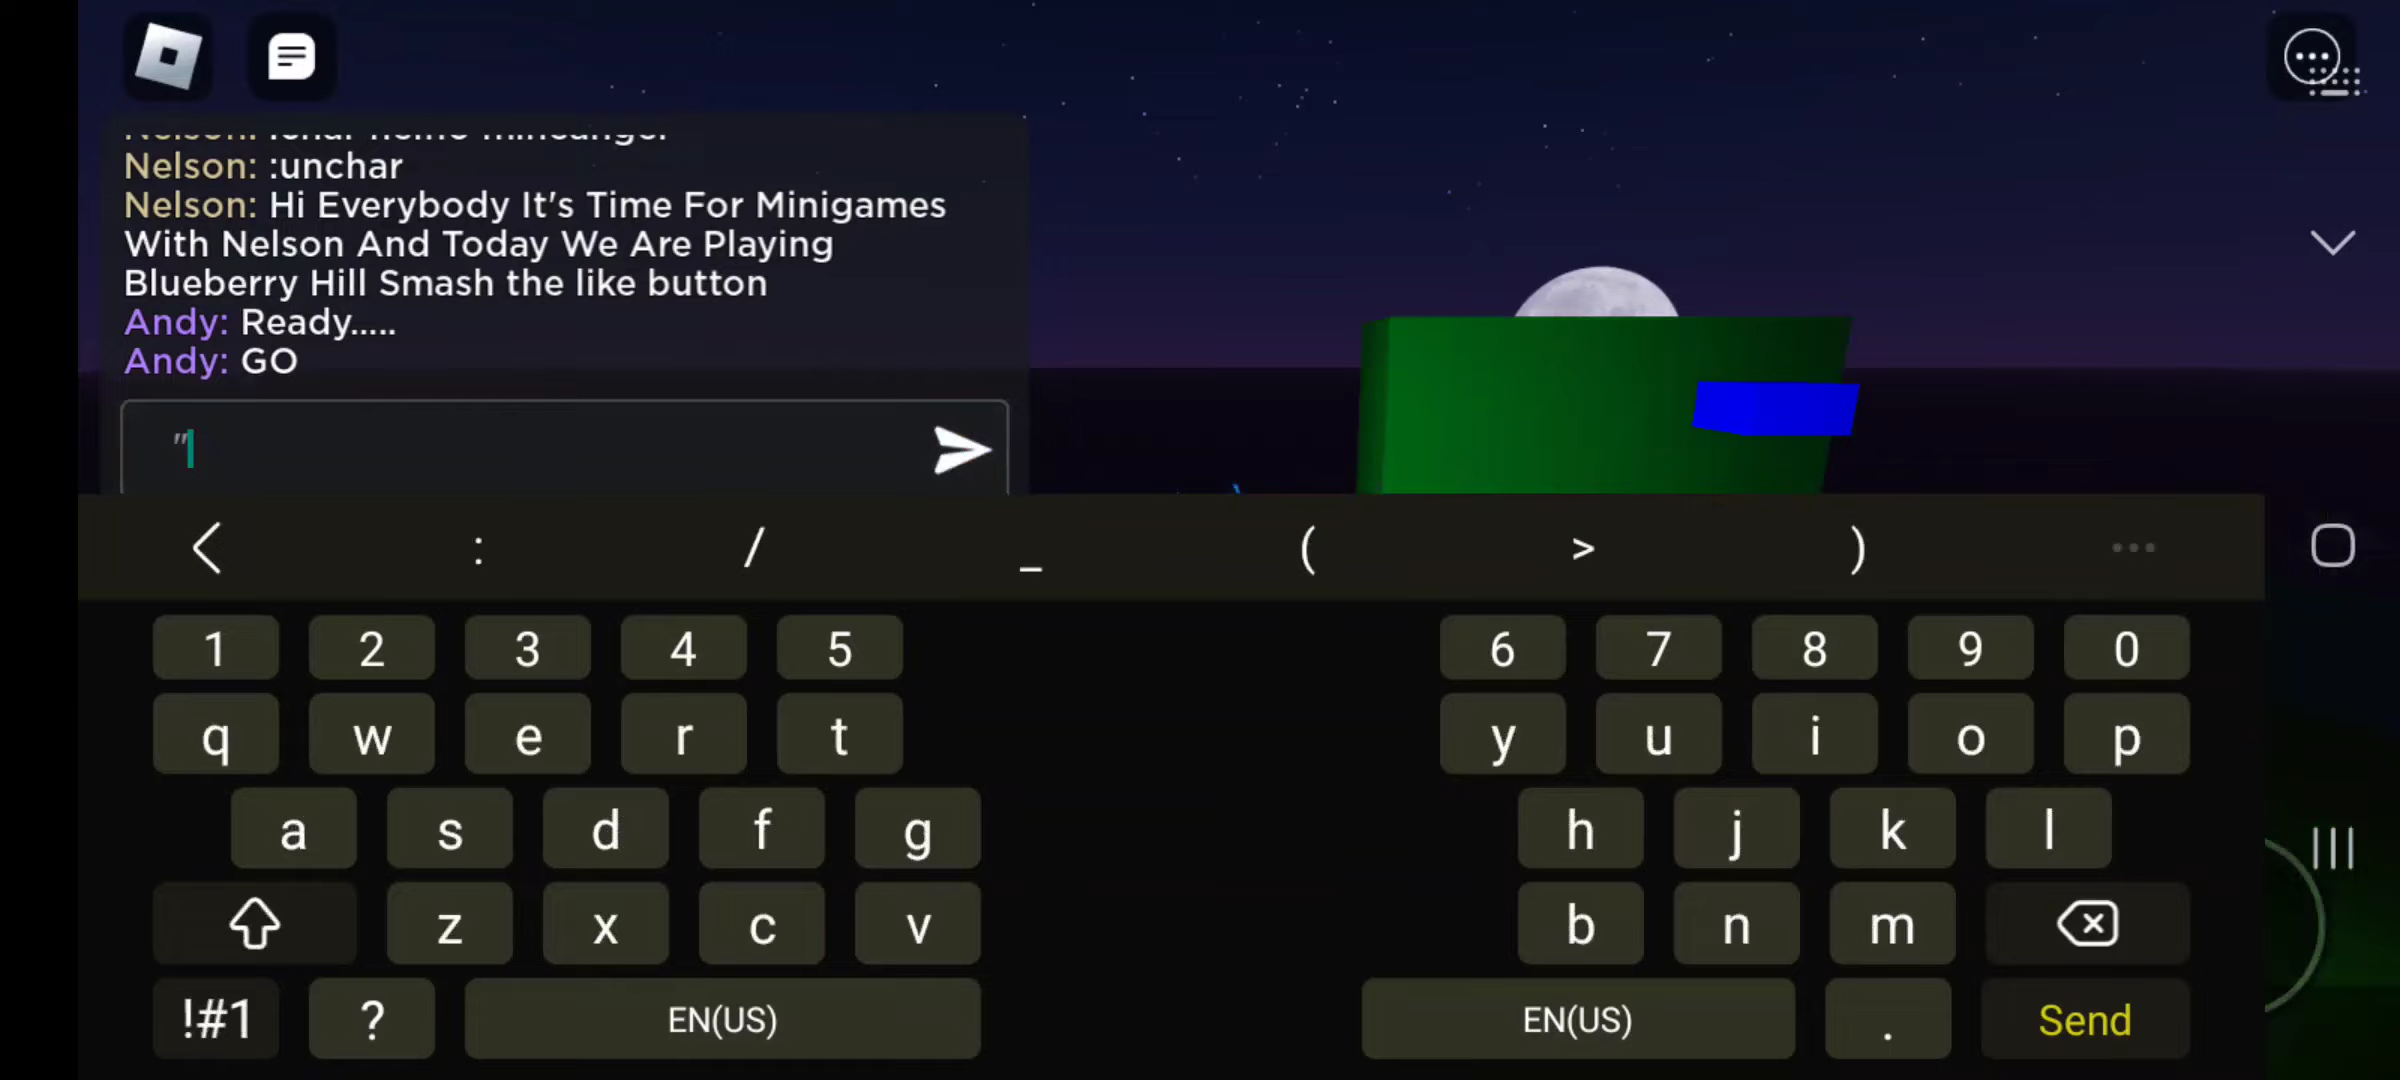 Nelson: :unchar
Nelson: Hi Everybody It's Time For Minigames
With Nelson And Today We Are Playing
Blueberry Hill Smash the like button
Andy: Ready.....
Andy: GO
"
: / _ ( > )
1 2 3 4 5 6 7 8 9 0
q w e r t y u i o p
a s d f g h j k l
z x c v b n m
!#1 ? EN(US) EN(US) . Send